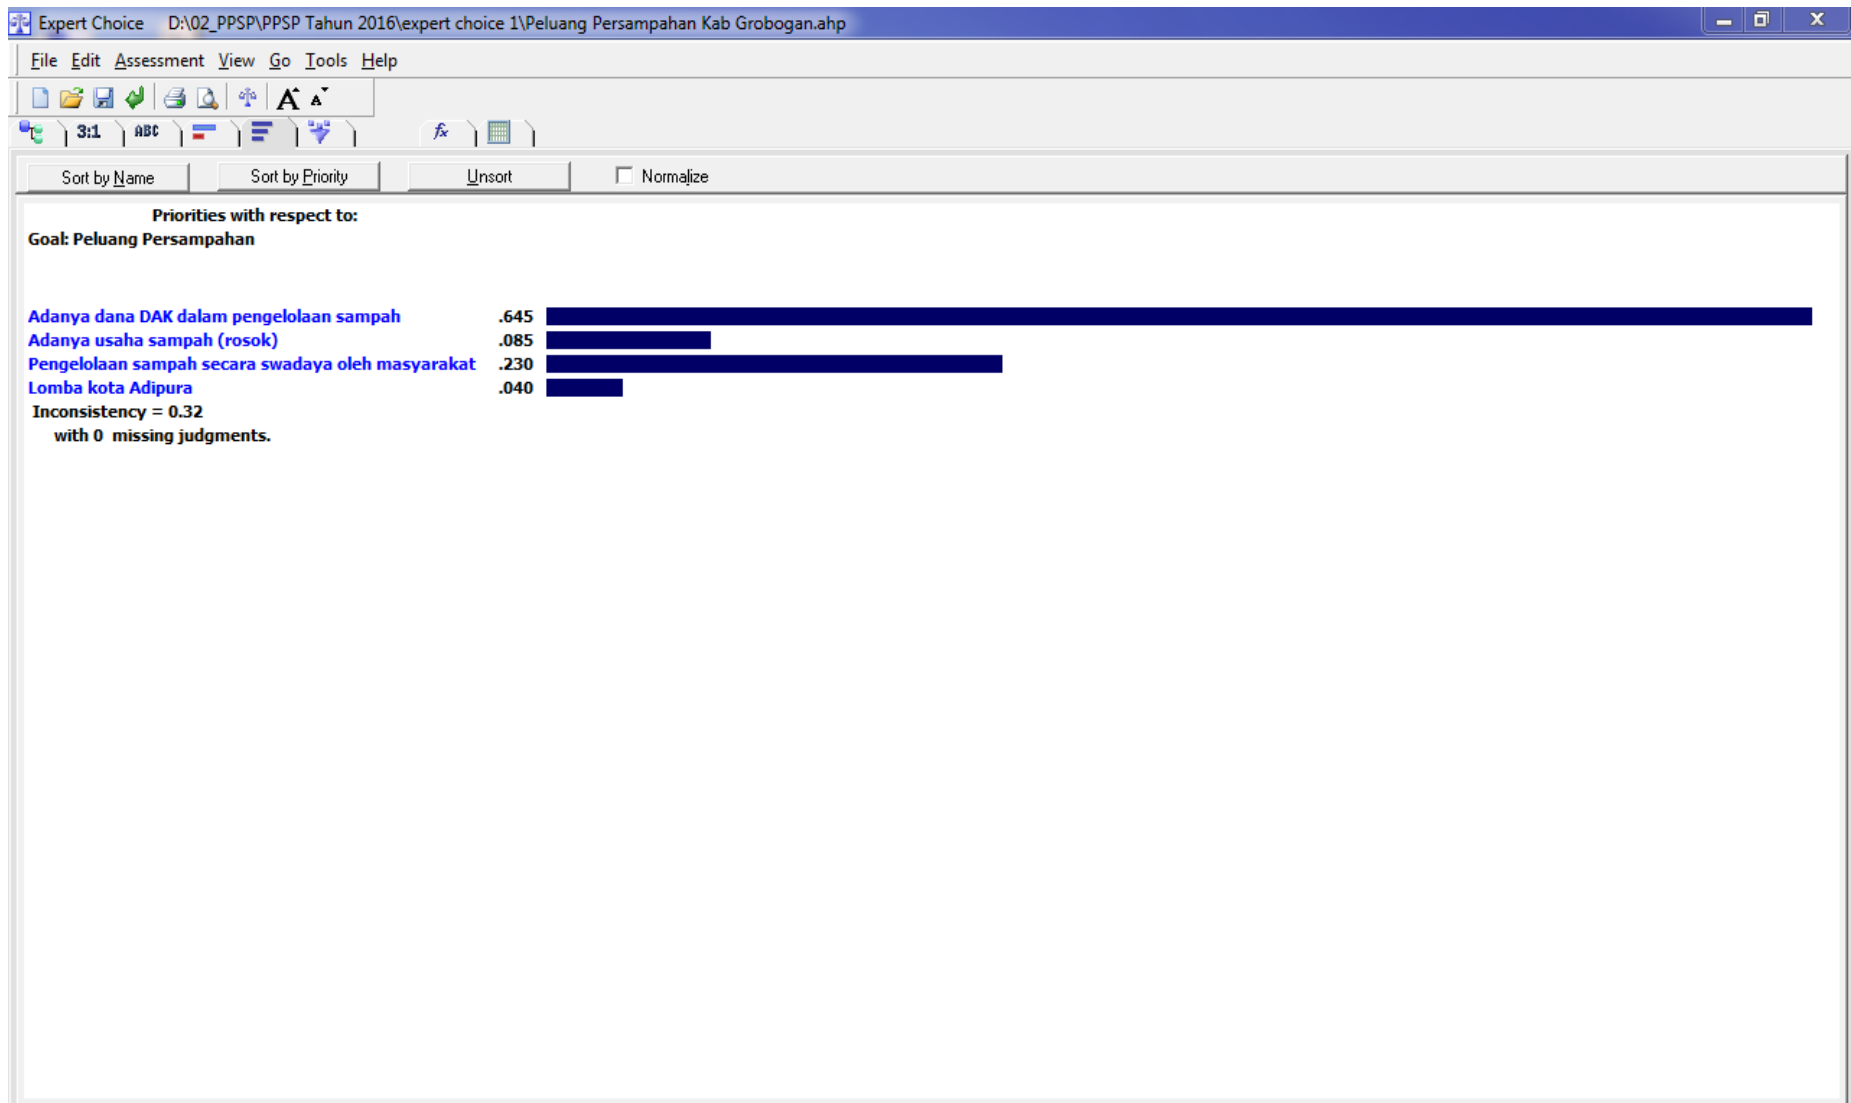 Expert Choice D:\02_PPSP\PPSP Tahun 2016\expert choice 1\Peluang Persampahan Kab Grobogan.ahp
File Edit Assessment View Go Tools Help
A A
3:1 ABC fx
Sort by Name Sort by Priority Unsort Normalize
Priorities with respect to:
Goal: Peluang Persampahan
Adanya dana DAK dalam pengelolaan sampah .645
Adanya usaha sampah (rosok) .085
Pengelolaan sampah secara swadaya oleh masyarakat .230
Lomba kota Adipura .040
Inconsistency = 0.32
with 0 missing judgments.